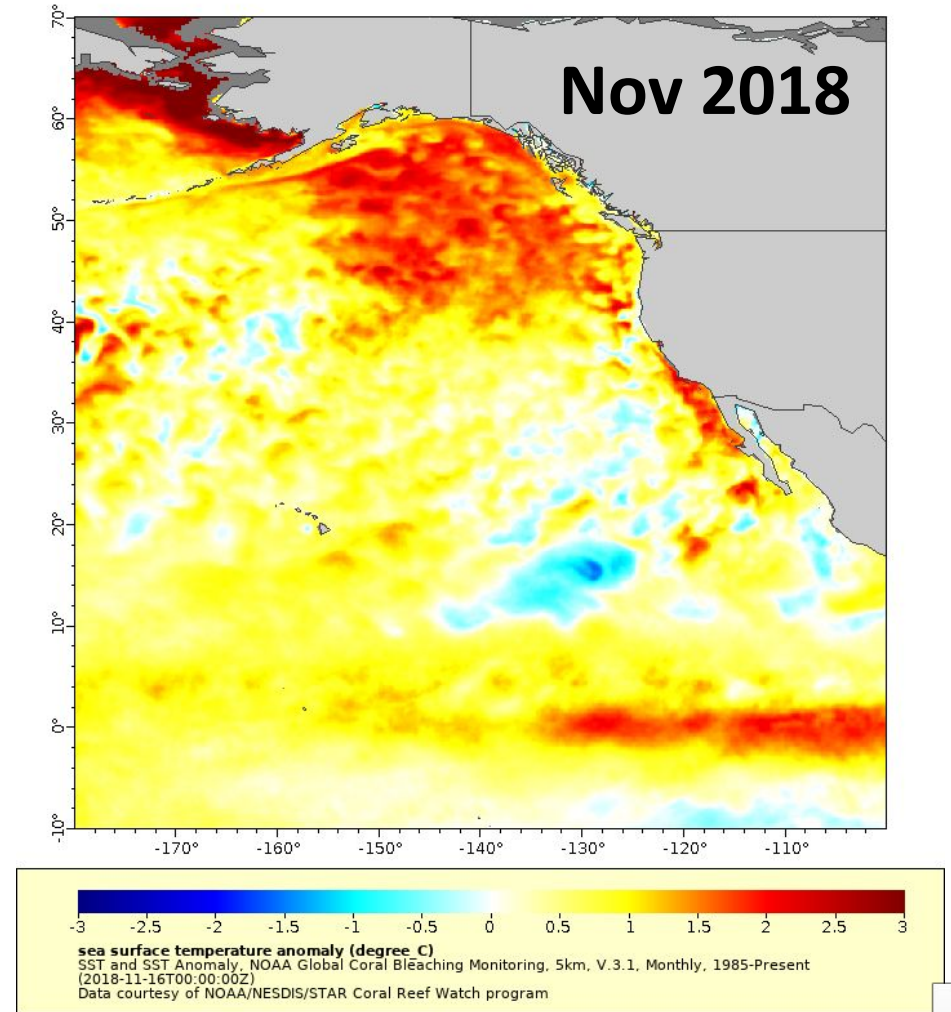 Nov 2018
70°
60°
50°
40°
30°
20°
10°
0°
-10°
-170° -160° -150° -140° -130° -120° -110°
-3 -2.5 -2 -1.5 -1 -0.5 0 0.5 1 1.5 2 2.5 3
sea surface temperature anomaly (degree_C)
SST and SST Anomaly, NOAA Global Coral Bleaching Monitoring, 5km, V.3.1, Monthly, 1985-Present
(2018-11-16T00:00:00Z)
Data courtesy of NOAA/NESDIS/STAR Coral Reef Watch program